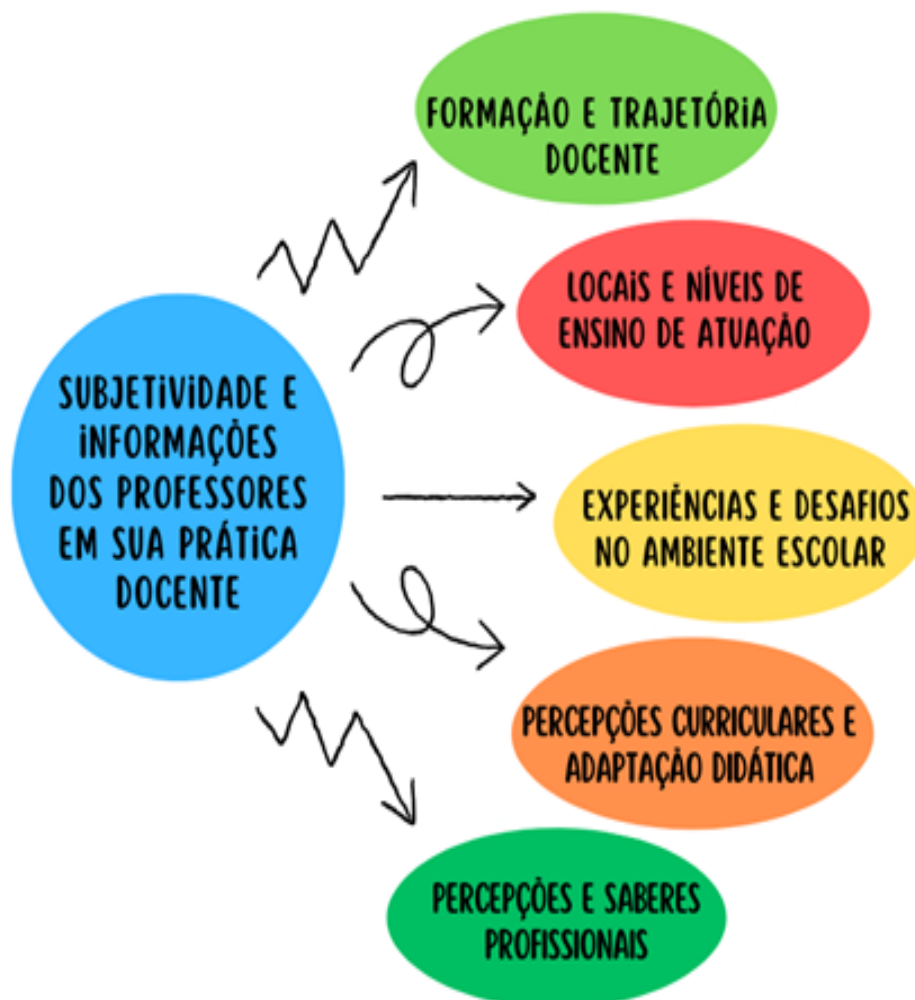 FORMAÇÃO E TRAJETÓRIA
DOCENTE
LOCAIS E NÍVEIS DE
ENSINO DE ATUAÇÃO
SUBJETIVIDADE E
INFORMAÇÕES
DOS PROFESSORES
EM SUA PRÁTICA
DOCENTE
EXPERIÊNCIAS E DESAFIOS
NO AMBIENTE ESCOLAR
PERCEPÇÕES CURRICULARES E
ADAPTAÇÃO DIDÁTICA
PERCEPÇÕES E SABERES
PROFISSIONAIS